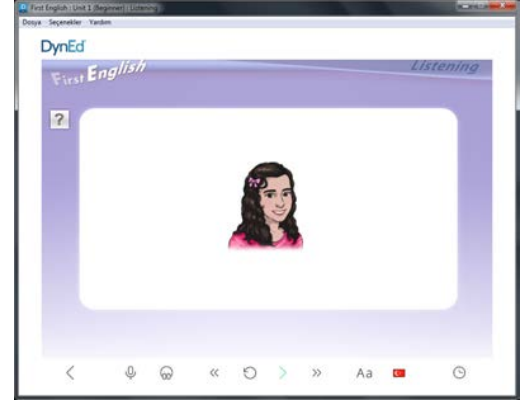 First English : Unit 1 (Beginner) : Listening
Dosya Seçenekler Yardım
DynEd
First English
Listening
?
Aa